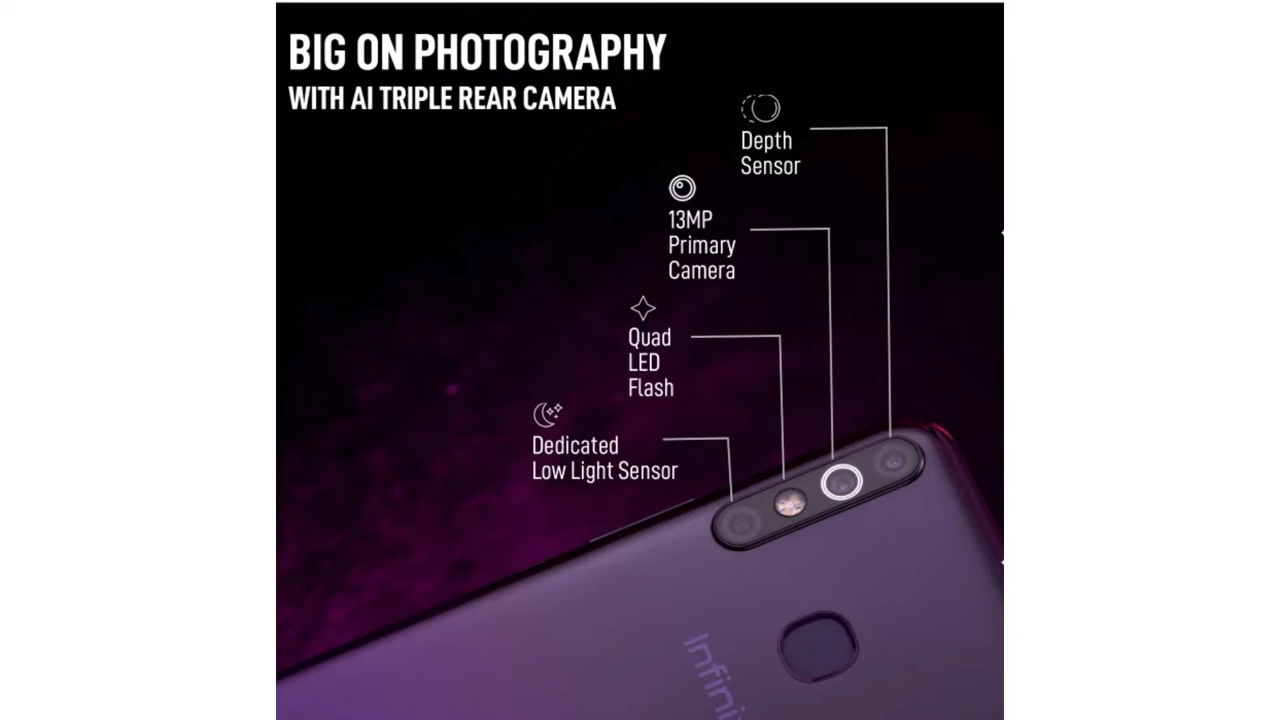 BIG ON PHOTOGRAPHY
WITH AI TRIPLE REAR CAMERA
Depth
Sensor
13MP
Primary
Camera
Quad
LED
Flash
Dedicated
Low Light Sensor
Infini